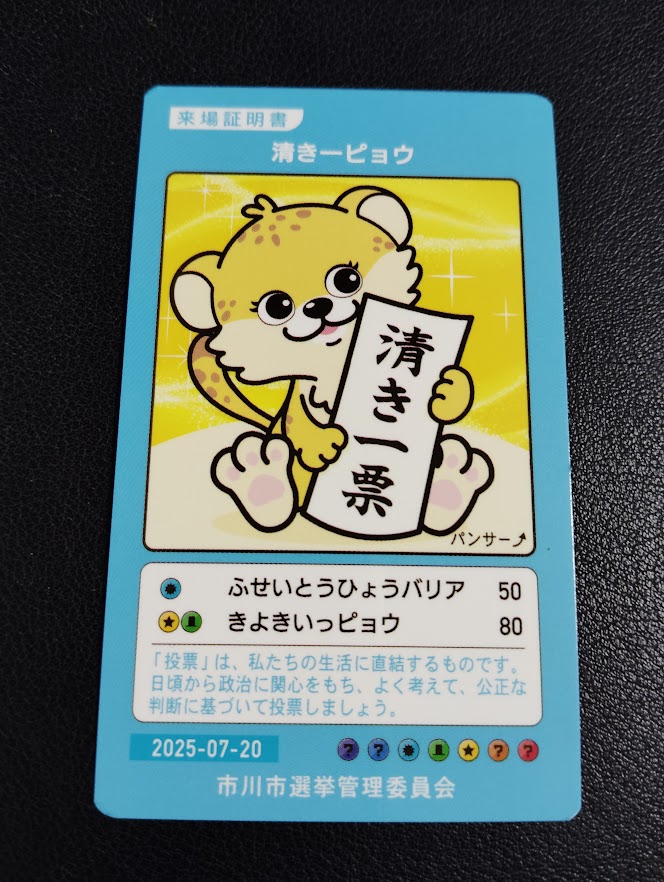 来場証明書
清き一ピョウ
清き一票
パンサー
ふせいとうひょうバリア 50
きよきいっピョウ 80
「投票」は、私たちの生活に直結するものです。
日頃から政治に関心をもち、よく考えて、公正な
判断に基づいて投票しましょう。
2025-07-20 ? ? ? ?
市川市選挙管理委員会